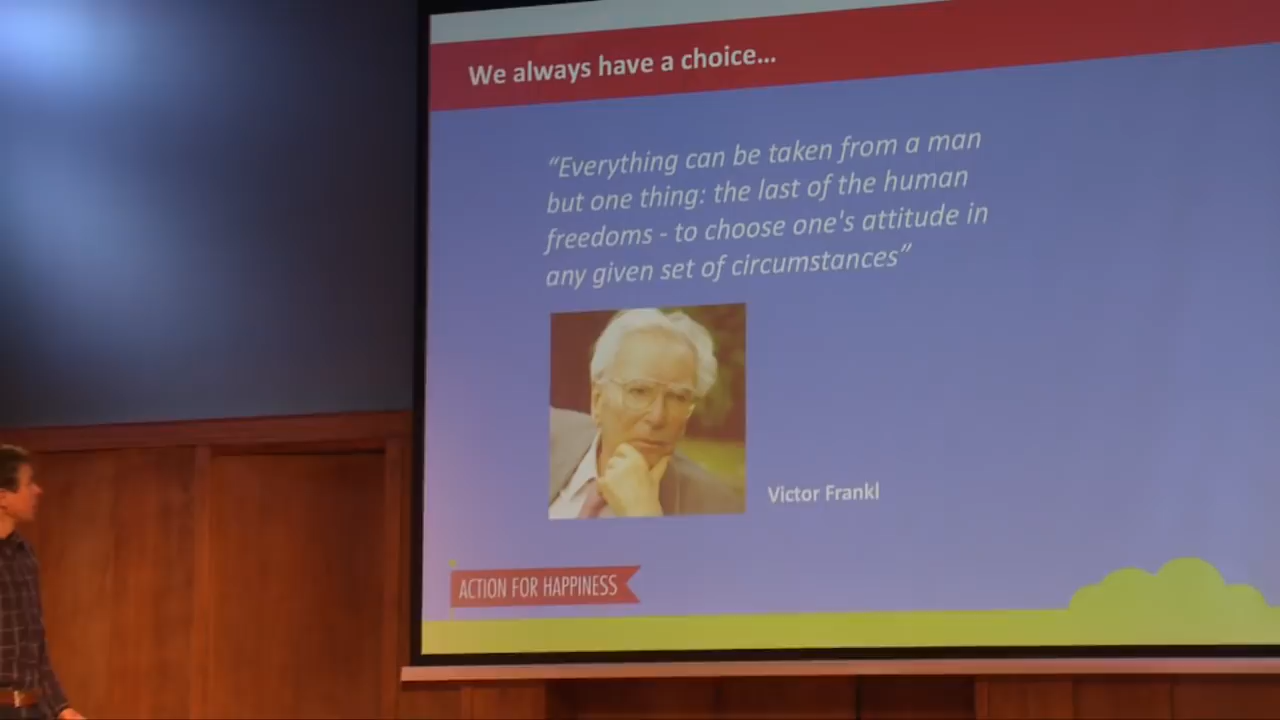 We always have a choice...
“Everything can be taken from a man
but one thing: the last of the human
freedoms - to choose one's attitude in
any given set of circumstances”
Victor Frankl
ACTION FOR HAPPINESS